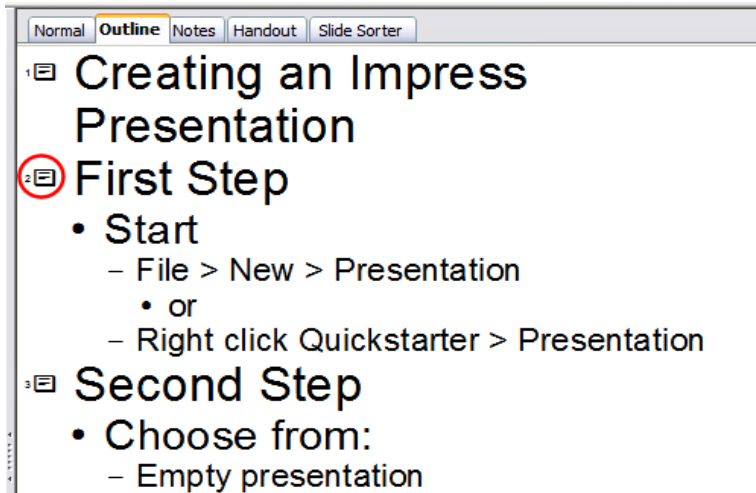 Normal Outline Notes Handout Slide Sorter
1 Creating an Impress
Presentation
2 First Step
• Start
– File > New > Presentation
• or
– Right click Quickstarter > Presentation
3 Second Step
• Choose from:
– Empty presentation